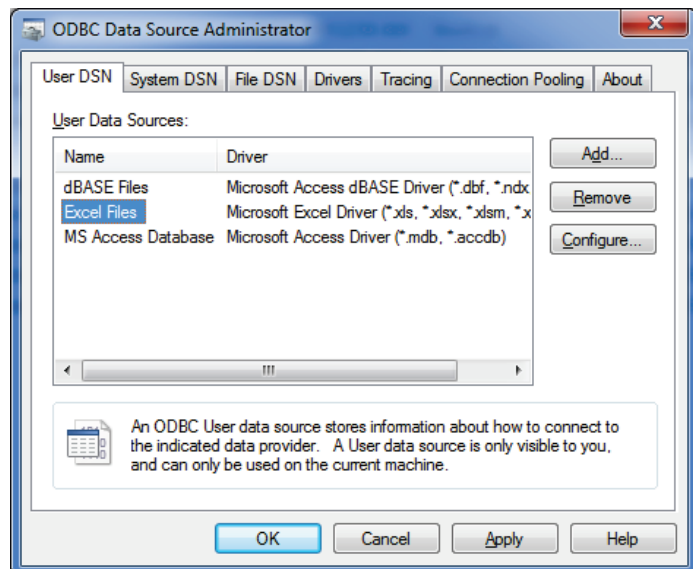 ODBC Data Source Administrator
User DSN System DSN File DSN Drivers Tracing Connection Pooling About
User Data Sources:
Name Driver
dBASE Files Microsoft Access dBASE Driver (*.dbf, *.ndx
Excel Files Microsoft Excel Driver (*.xls, *.xlsx, *.xlsm, *.x
MS Access Database Microsoft Access Driver (*.mdb, *.accdb)
Add...
Remove
Configure...
An ODBC User data source stores information about how to connect to
the indicated data provider. A User data source is only visible to you,
and can only be used on the current machine.
OK Cancel Apply Help